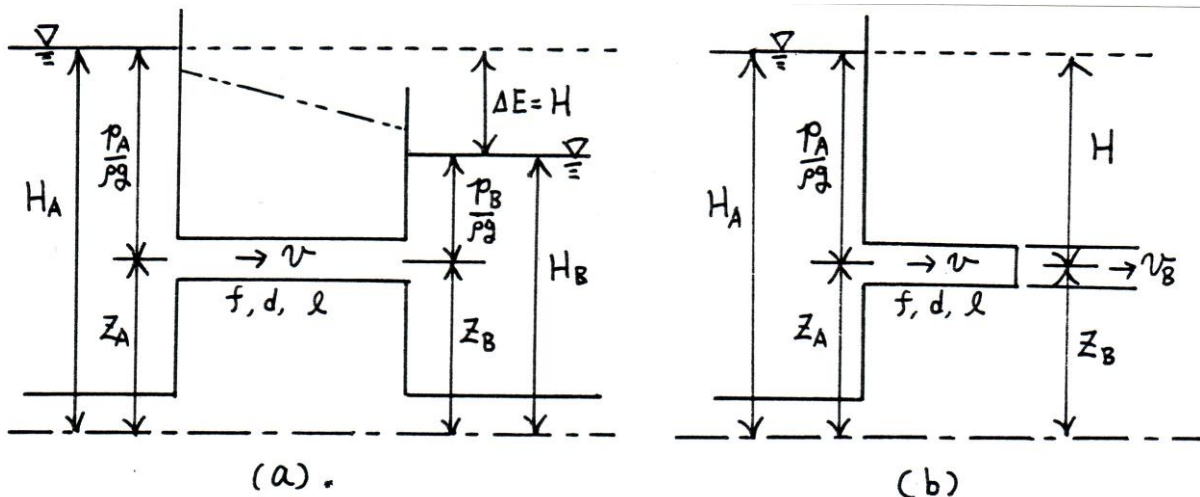 ΔE = H
p_A/ρg
H_A
p_B/ρg
H_B
→ v
f, d, l
Z_A
Z_B
(a).
H
p_A/ρg
H_A
→ v
→ v_B
f, d, l
Z_A
Z_B
(b)